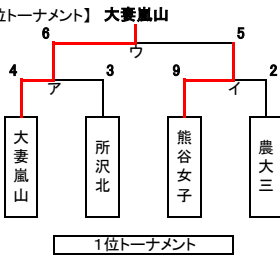 位トーナメント】 大妻嵐山
6 5
ウ
4 3 9 2
ア イ
大妻嵐山
所沢北
熊谷女子
農大三
1位トーナメント